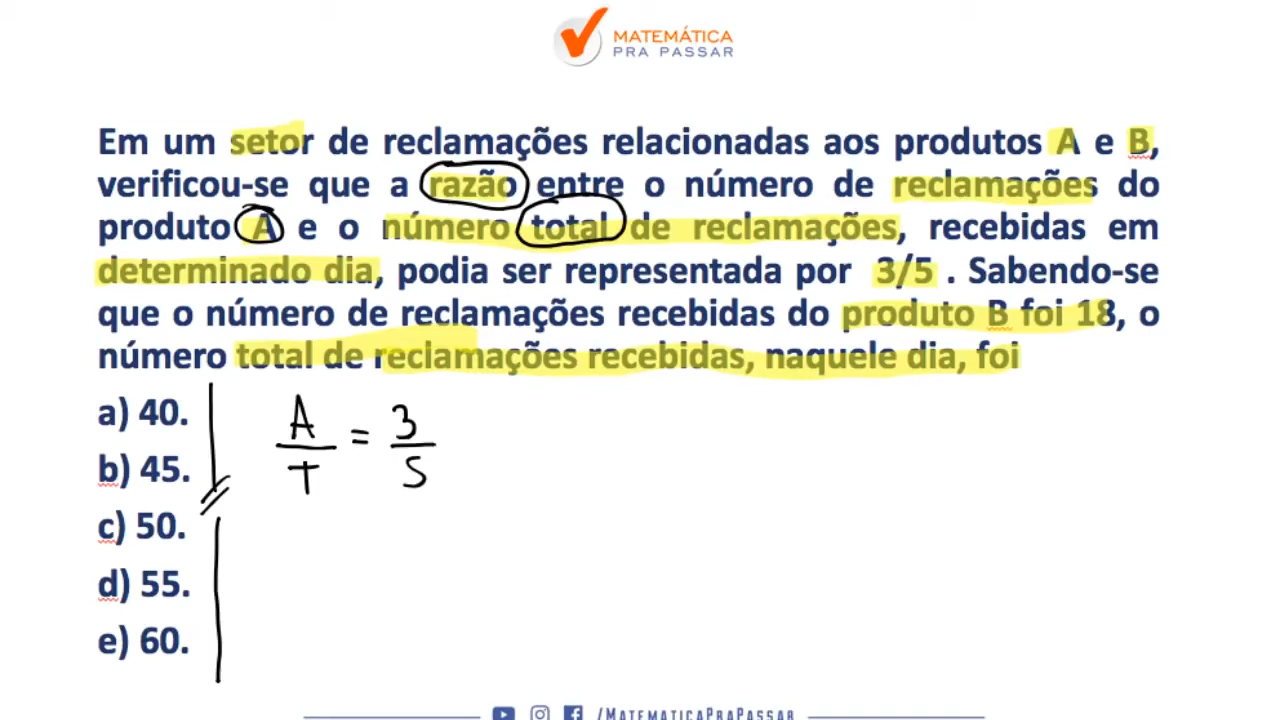 MATEMÁTICA
PRA PASSAR
Em um setor de reclamações relacionadas aos produtos A e B,
verificou-se que a razão entre o número de reclamações do
produto A e o número total de reclamações, recebidas em
determinado dia, podia ser representada por 3/5 . Sabendo-se
que o número de reclamações recebidas do produto B foi 18, o
número total de reclamações recebidas, naquele dia, foi
a) 40.
b) 45.
c) 50.
d) 55.
e) 60.
A/T = 3/5
/MATEMATICAPRAPASSAR